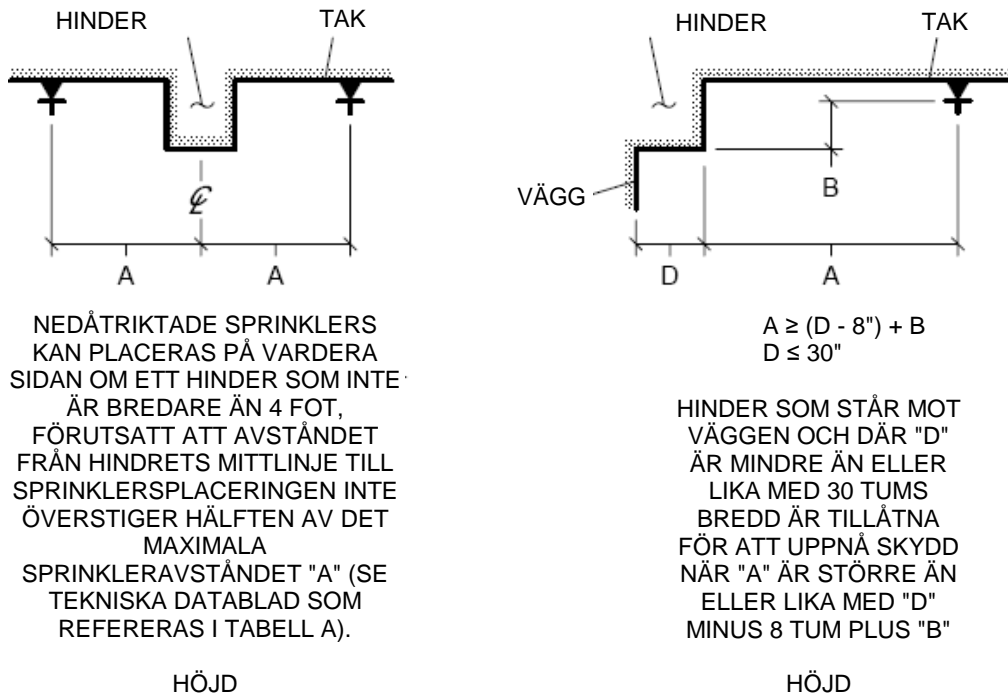 HINDER
TAK
℄
A
A
NEDÅTRIKTADE SPRINKLERS
KAN PLACERAS PÅ VARDERA
SIDAN OM ETT HINDER SOM INTE
ÄR BREDARE ÄN 4 FOT,
FÖRUTSATT ATT AVSTÅNDET
FRÅN HINDRETS MITTLINJE TILL
SPRINKLERSPLACERINGEN INTE
ÖVERSTIGER HÄLFTEN AV DET
MAXIMALA
SPRINKLERAVSTÅNDET "A" (SE
TEKNISKA DATABLAD SOM
REFERERAS I TABELL A).
HÖJD
HINDER
TAK
VÄGG
B
D
A
A ≥ (D - 8") + B
D ≤ 30"
HINDER SOM STÅR MOT
VÄGGEN OCH DÄR "D"
ÄR MINDRE ÄN ELLER
LIKA MED 30 TUMS
BREDD ÄR TILLÅTNA
FÖR ATT UPPNÅ SKYDD
NÄR "A" ÄR STÖRRE ÄN
ELLER LIKA MED "D"
MINUS 8 TUM PLUS "B"
HÖJD